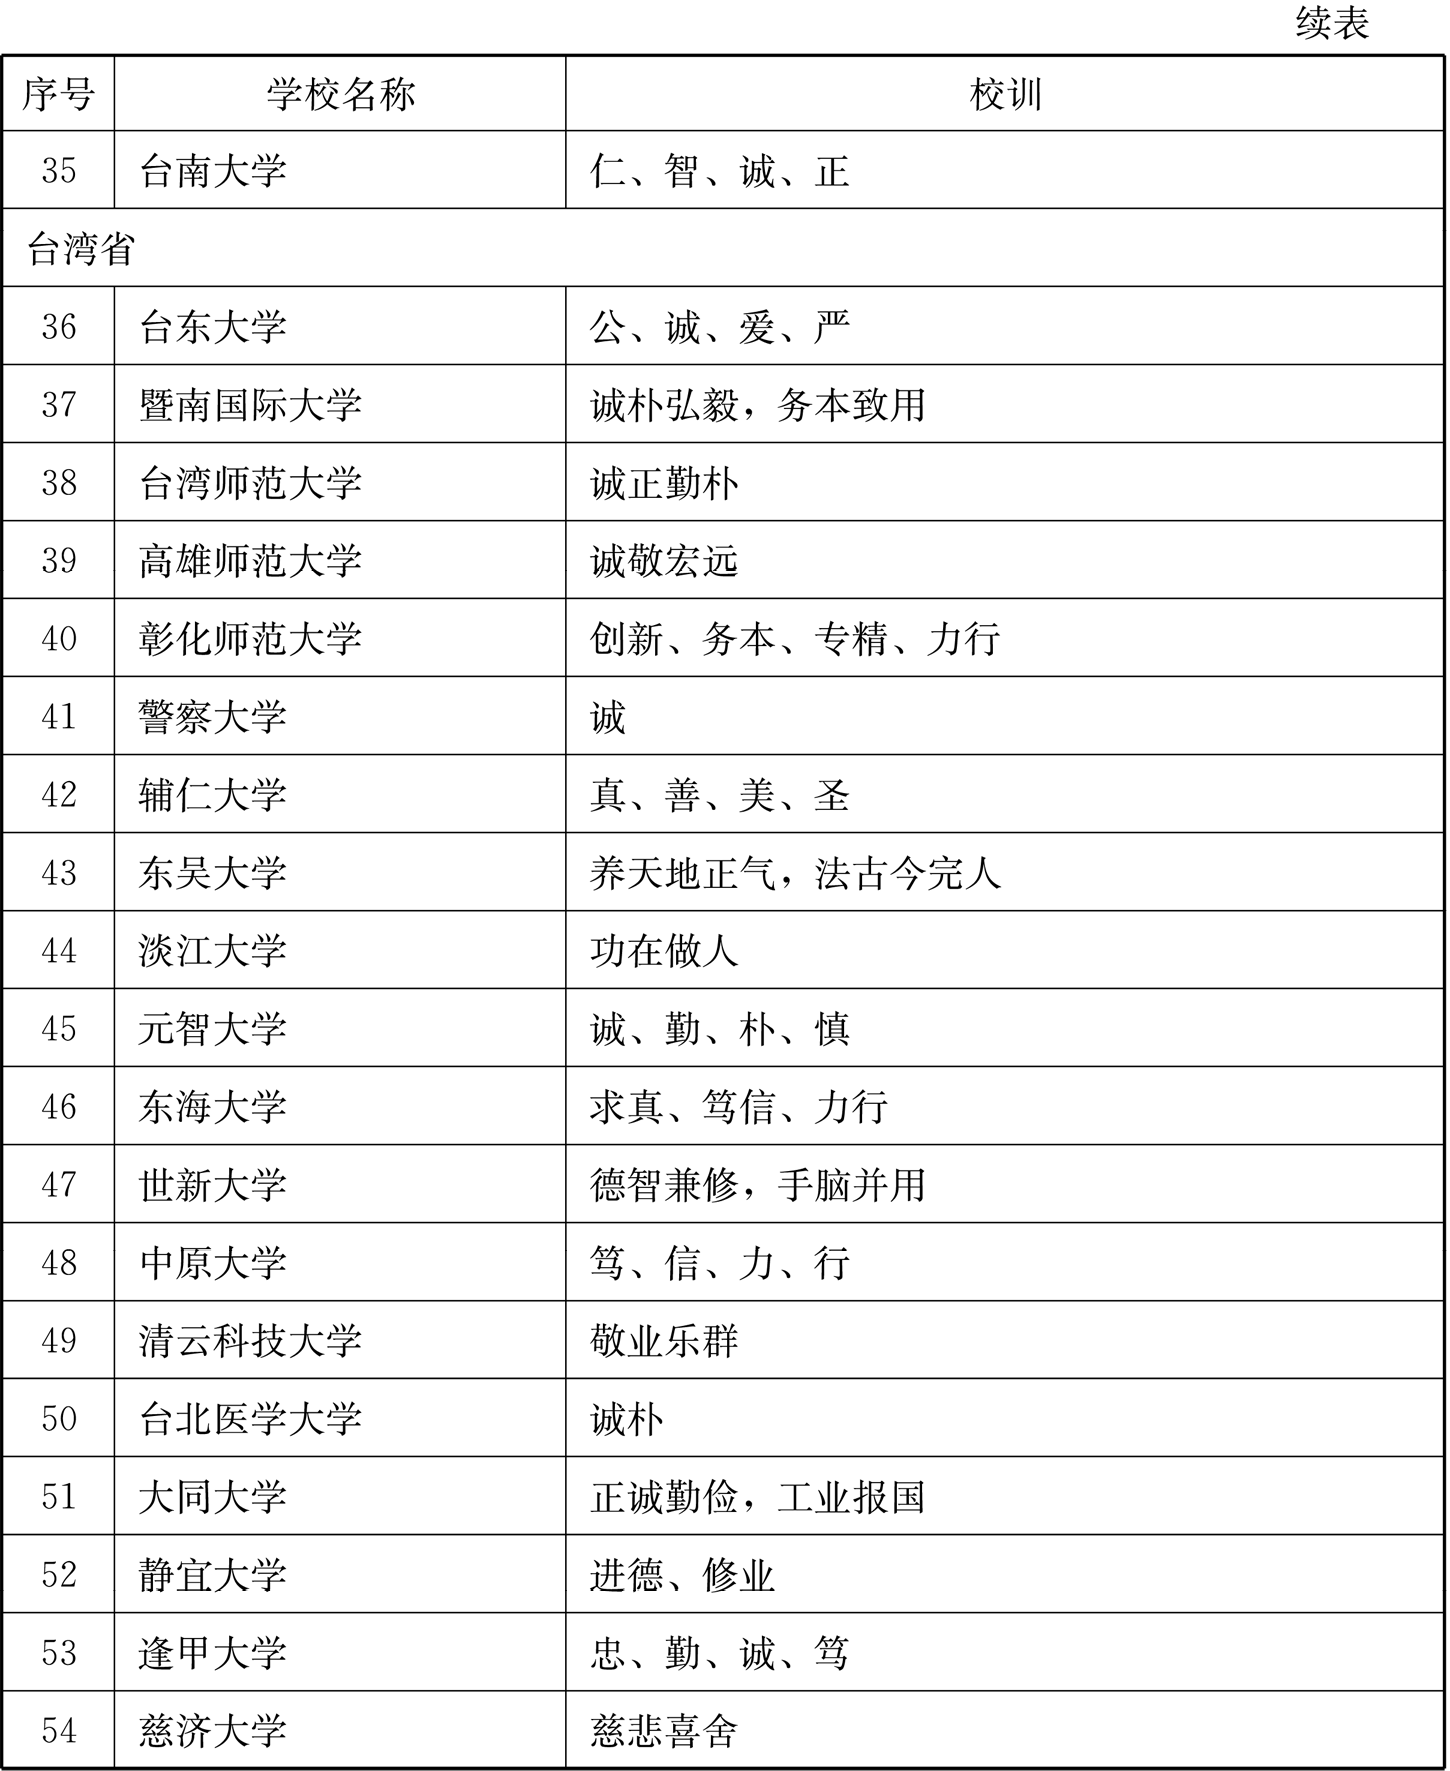 续表
序号 学校名称 校训
35 台南大学 仁、智、诚、正
台湾省
36 台东大学 公、诚、爱、严
37 暨南国际大学 诚朴弘毅，务本致用
38 台湾师范大学 诚正勤朴
39 高雄师范大学 诚敬宏远
40 彰化师范大学 创新、务本、专精、力行
41 警察大学 诚
42 辅仁大学 真、善、美、圣
43 东吴大学 养天地正气，法古今完人
44 淡江大学 功在做人
45 元智大学 诚、勤、朴、慎
46 东海大学 求真、笃信、力行
47 世新大学 德智兼修，手脑并用
48 中原大学 笃、信、力、行
49 清云科技大学 敬业乐群
50 台北医学大学 诚朴
51 大同大学 正诚勤俭，工业报国
52 静宜大学 进德、修业
53 逢甲大学 忠、勤、诚、笃
54 慈济大学 慈悲喜舍